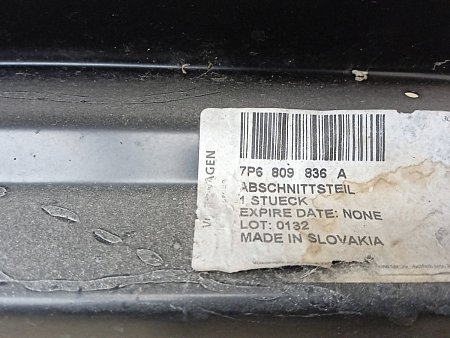 7P6 809 836 A
ABSCHNITTSTEIL
1 STUECK
EXPIRE DATE: NONE
LOT: 0132
MADE IN SLOVAKIA